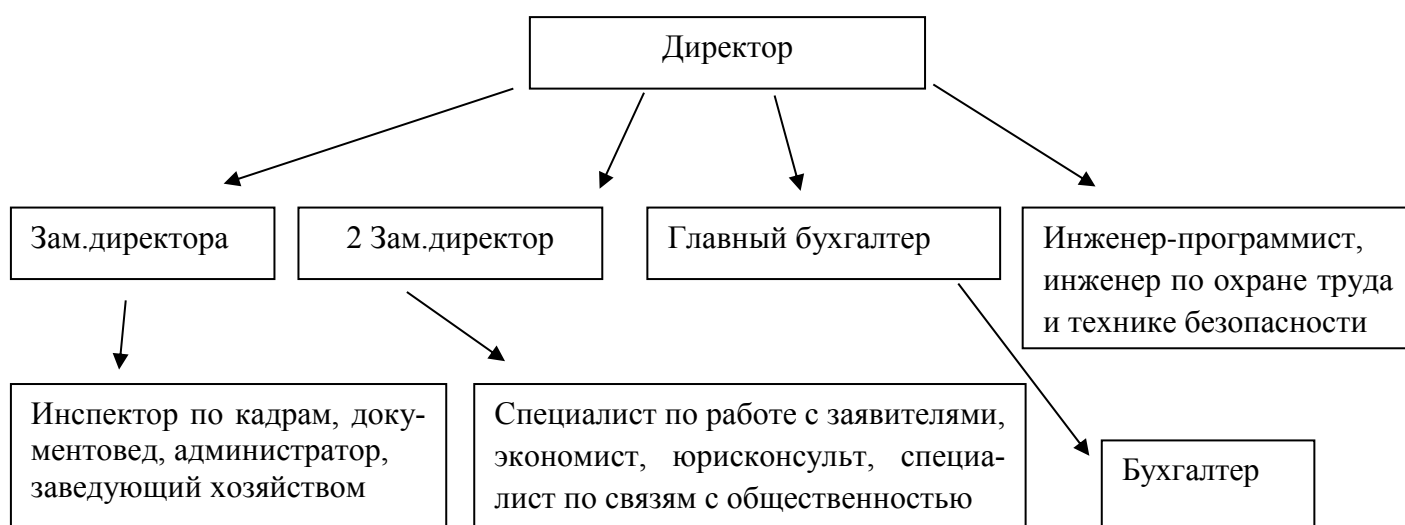 Директор
Зам.директора
2 Зам.директор
Главный бухгалтер
Инженер-программист,
инженер по охране труда
и технике безопасности
Инспектор по кадрам, доку-
ментовед, администратор,
заведующий хозяйством
Специалист по работе с заявителями,
экономист, юрисконсульт, специа-
лист по связям с общественностью
Бухгалтер